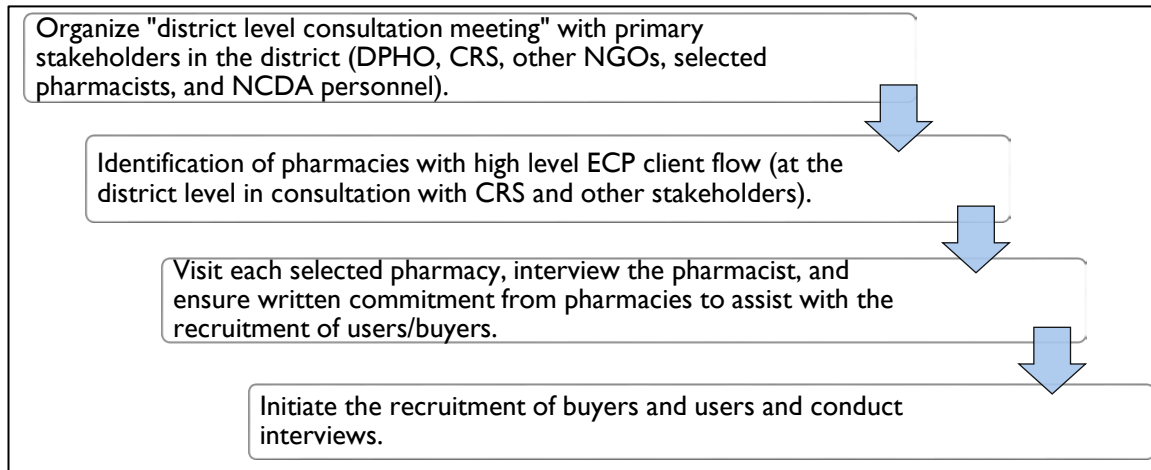 Organize "district level consultation meeting" with primary
stakeholders in the district (DPHO, CRS, other NGOs, selected
pharmacists, and NCDA personnel).
Identification of pharmacies with high level ECP client flow (at the
district level in consultation with CRS and other stakeholders).
Visit each selected pharmacy, interview the pharmacist, and
ensure written commitment from pharmacies to assist with the
recruitment of users/buyers.
Initiate the recruitment of buyers and users and conduct
interviews.